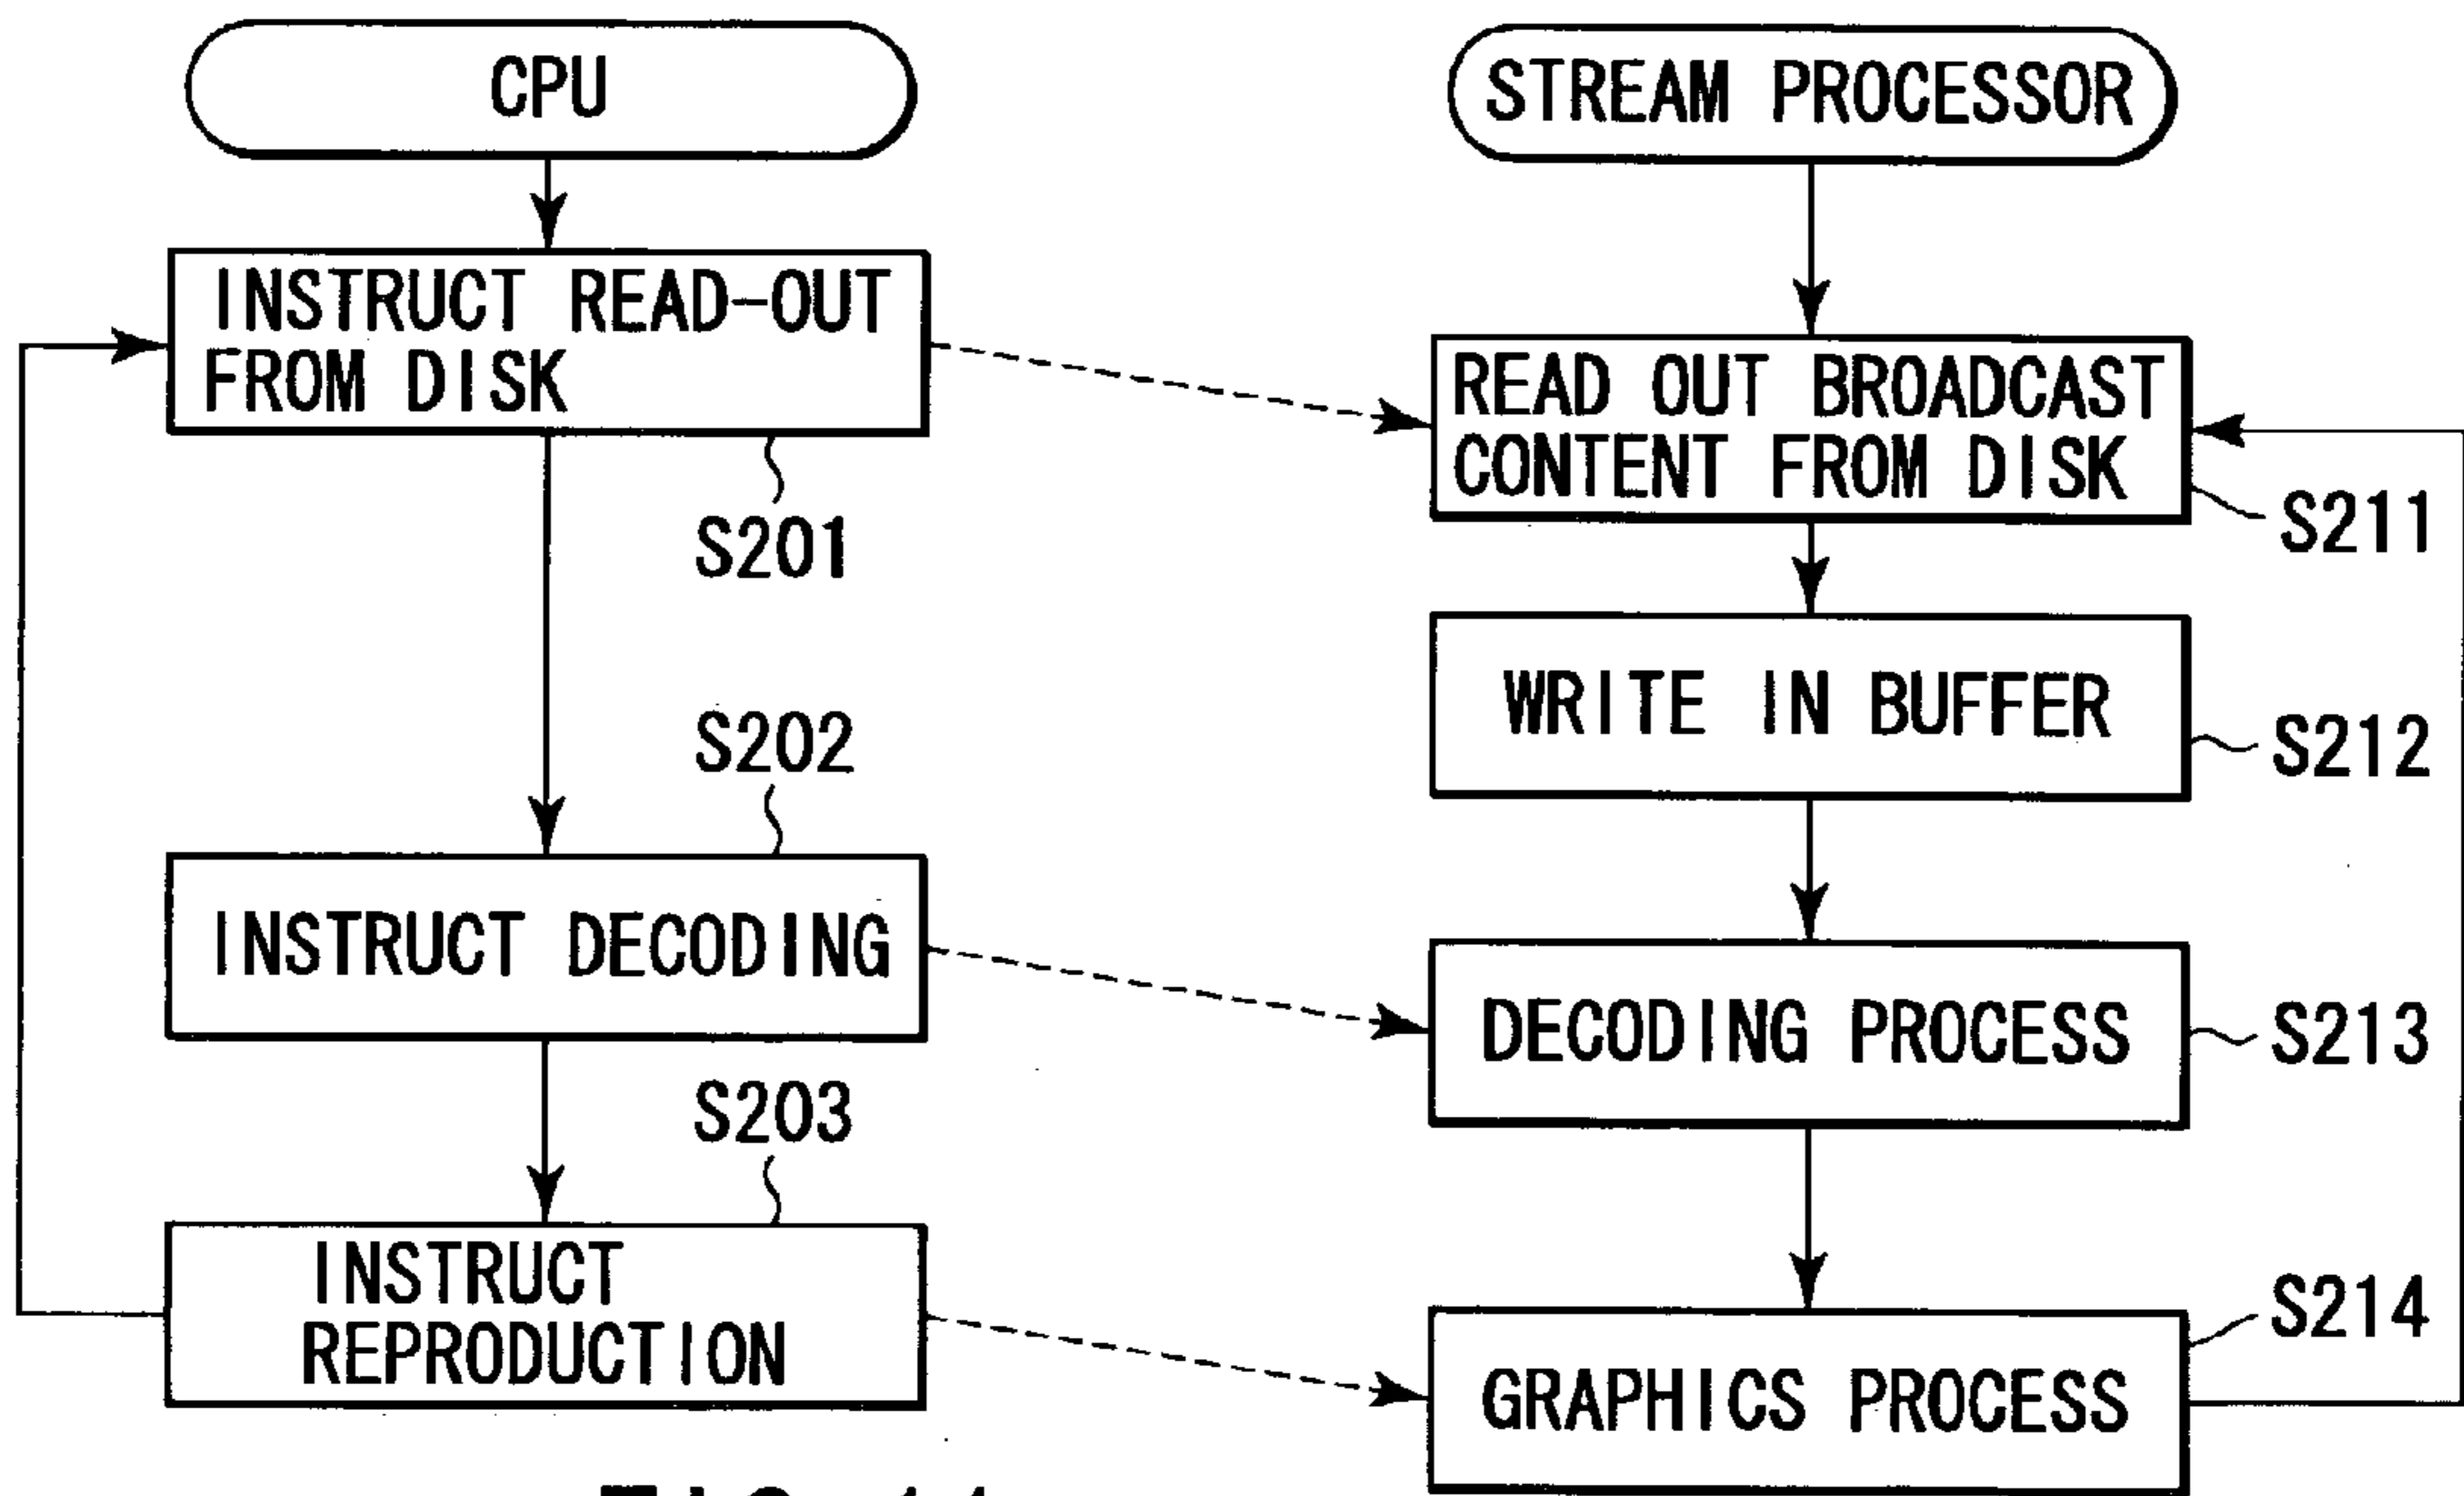 CPU
INSTRUCT READ-OUT
FROM DISK
S201
S202
INSTRUCT DECODING
S203
INSTRUCT
REPRODUCTION
STREAM PROCESSOR
READ OUT BROADCAST
CONTENT FROM DISK
S211
WRITE IN BUFFER
S212
DECODING PROCESS
S213
S214
GRAPHICS PROCESS